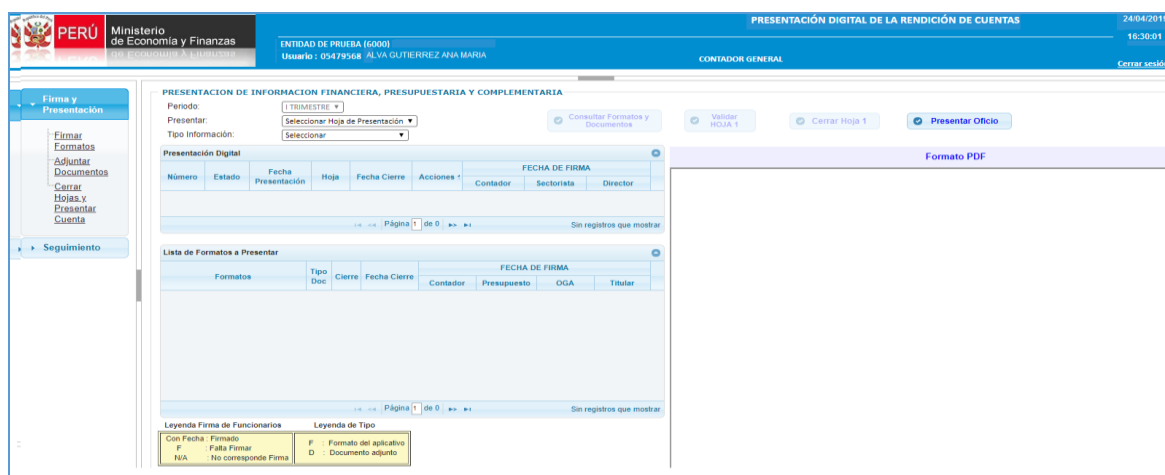 PERÚ
Ministerio
de Economía y Finanzas
PRESENTACIÓN DIGITAL DE LA RENDICIÓN DE CUENTAS
ENTIDAD DE PRUEBA (6000)
Usuario : 05479568 ALVA GUTIERREZ ANA MARIA
CONTADOR GENERAL
24/04/2019
16:30:01
Cerrar sesió
Firma y
Presentación
Firmar
Formatos
Adjuntar
Documentos
Cerrar
Hojas y
Presentar
Cuenta
Seguimiento
PRESENTACION DE INFORMACION FINANCIERA, PRESUPUESTARIA Y COMPLEMENTARIA
Periodo: I TRIMESTRE
Presentar: Seleccionar Hoja de Presentación
Tipo Información: Seleccionar
Consultar Formatos y
Documentos
Validar
HOJA 1
Cerrar Hoja 1
Presentar Oficio
Presentación Digital
Número Estado Fecha Presentación Hoja Fecha Cierre Acciones
FECHA DE FIRMA
Contador Sectorista Director
Página 1 de 0 Sin registros que mostrar
Lista de Formatos a Presentar
Formatos Tipo Doc Cierre Fecha Cierre
FECHA DE FIRMA
Contador Presupuesto OGA Titular
Página 1 de 0 Sin registros que mostrar
Leyenda Firma de Funcionarios
Con Fecha : Firmado
F : Falta Firmar
N/A : No corresponde Firma
Leyenda de Tipo
F : Formato del aplicativo
D : Documento adjunto
Formato PDF